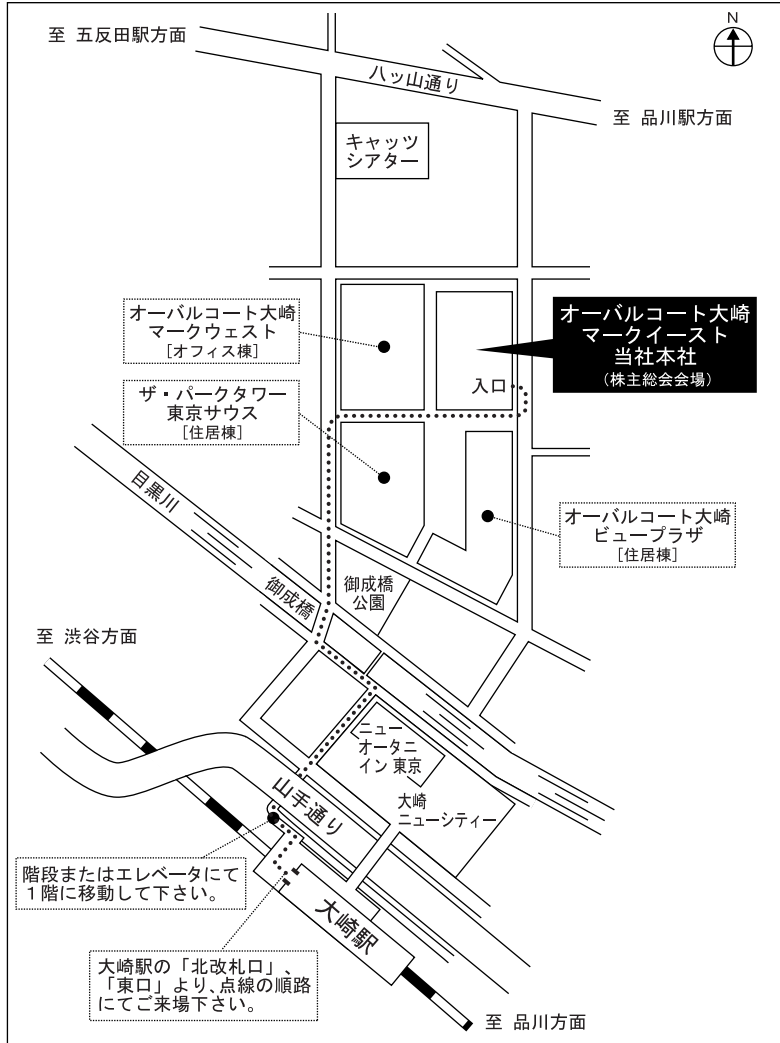 N
至 五反田駅方面
八ッ山通り
至 品川駅方面
キャッツ
シアター
オーバルコート大崎
マークウェスト
[オフィス棟]
オーバルコート大崎
マークイースト
当社本社
(株主総会会場)
入口
ザ・パークタワー
東京サウス
[住居棟]
目黒川
オーバルコート大崎
ビュープラザ
[住居棟]
御成橋
御成橋
公園
至 渋谷方面
ニュー
オータニ
イン 東京
山手通り
大崎
ニューシティー
階段またはエレベータにて
1階に移動して下さい。
大崎駅
大崎駅の「北改札口」、
「東口」より、点線の順路
にてご来場下さい。
至 品川方面